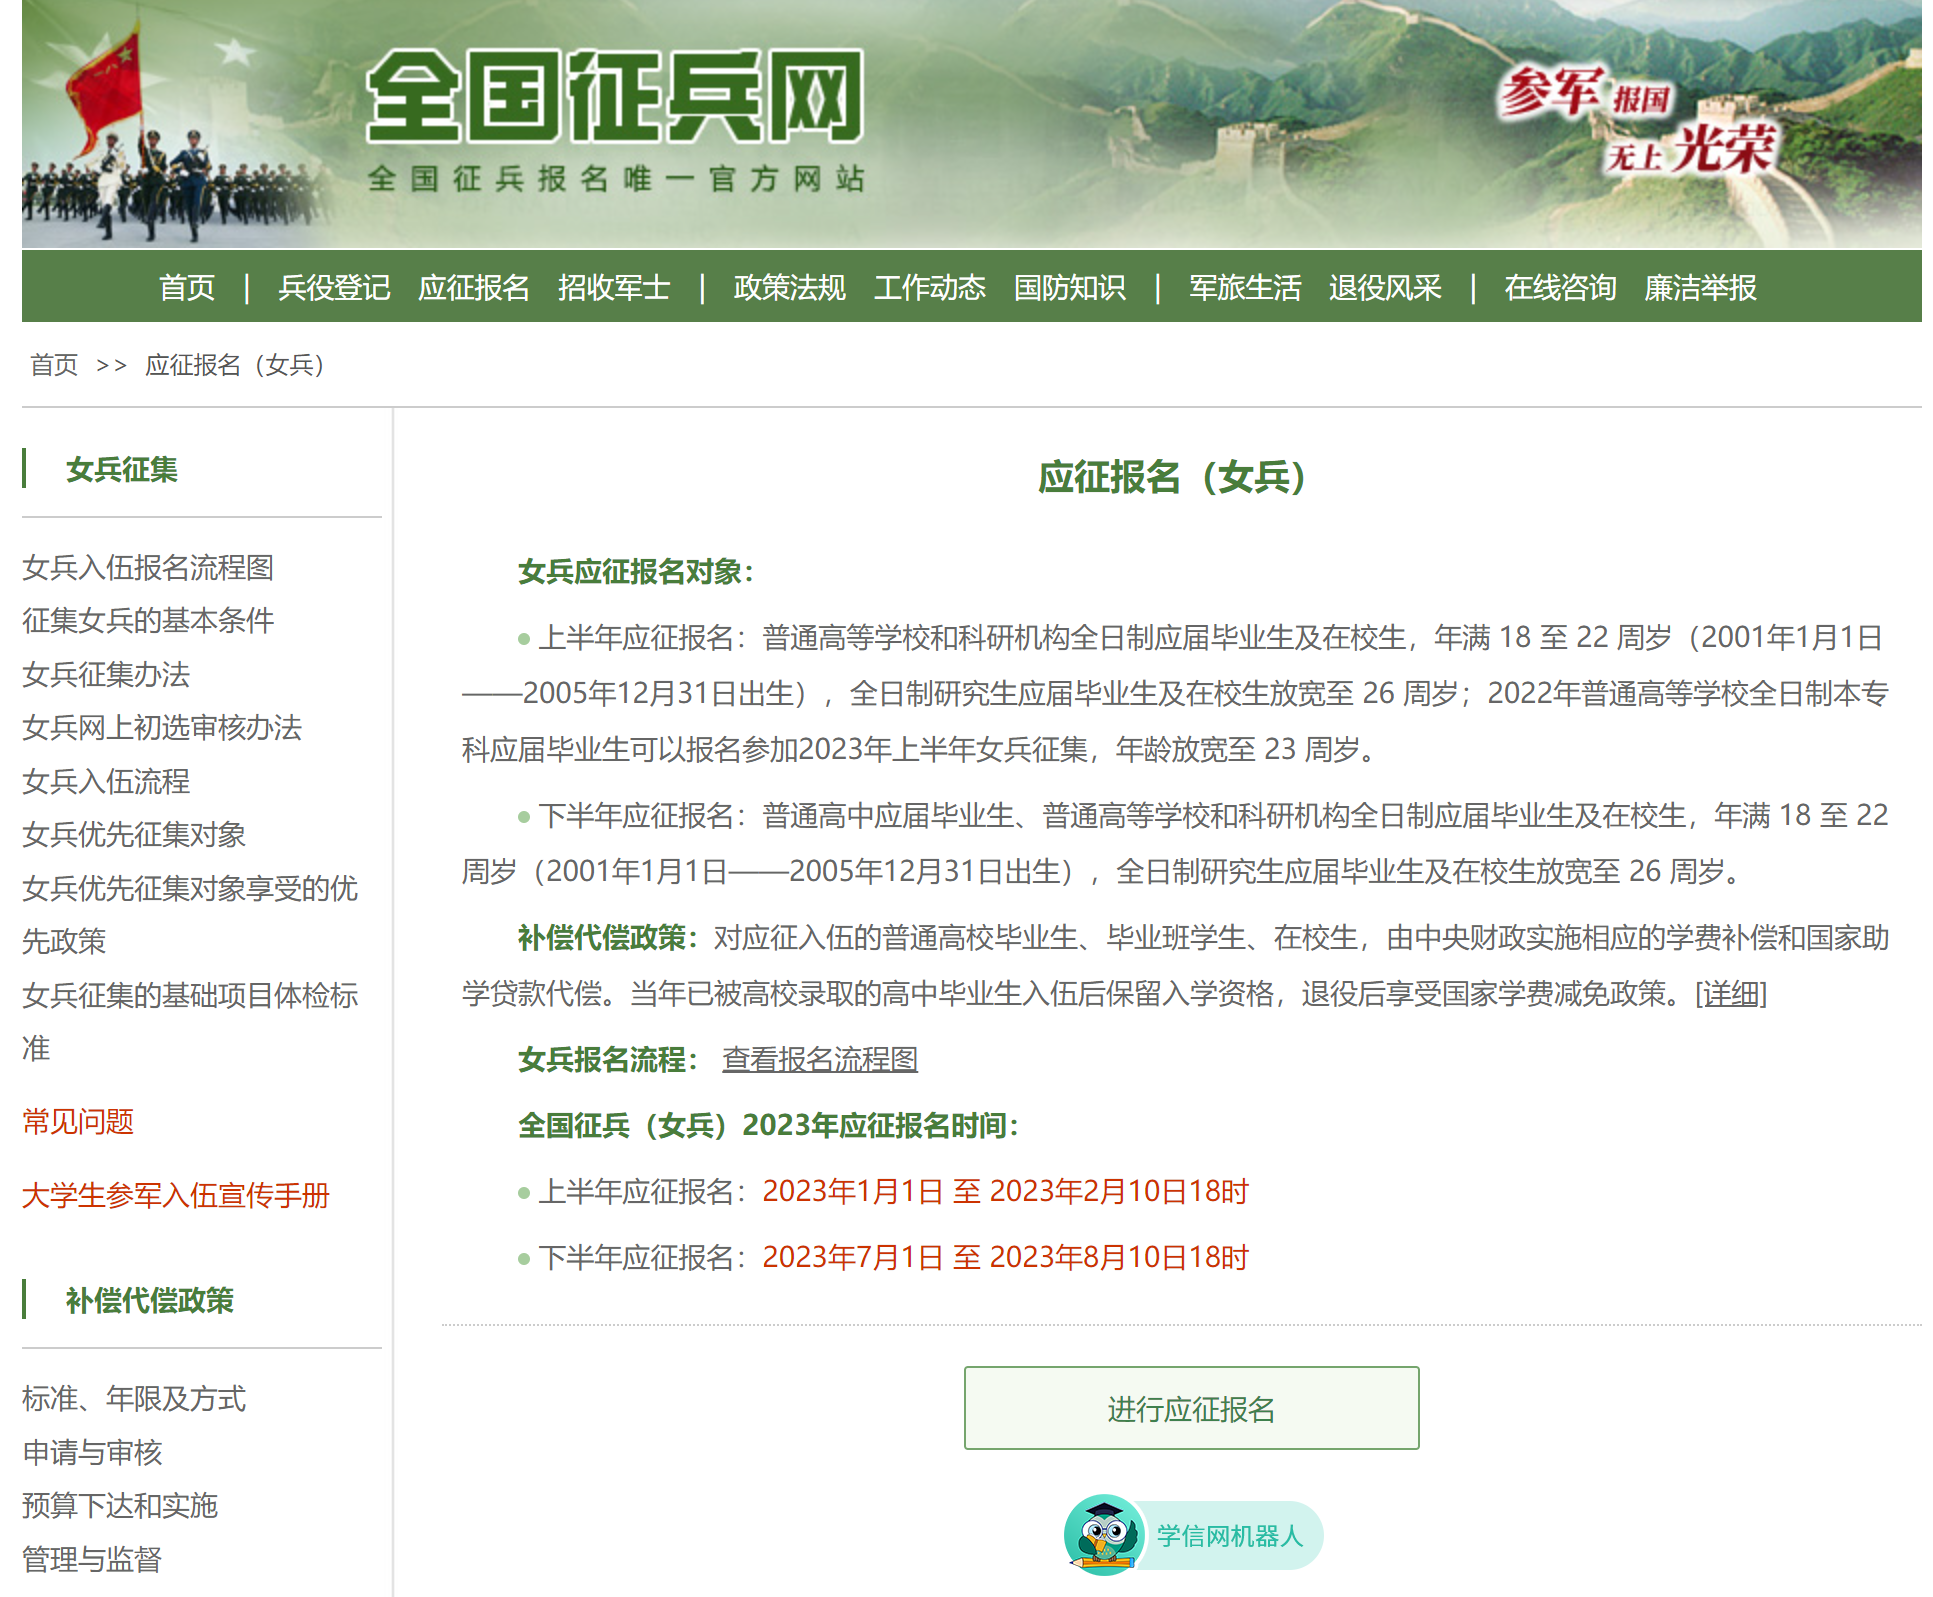 全国征兵网
全国征兵报名唯一官方网站
参军 报国
无上 光荣
首页 | 兵役登记 应征报名 招收军士 | 政策法规 工作动态 国防知识 | 军旅生活 退役风采 | 在线咨询 廉洁举报
首页 >> 应征报名（女兵）
女兵征集
女兵入伍报名流程图
征集女兵的基本条件
女兵征集办法
女兵网上初选审核办法
女兵入伍流程
女兵优先征集对象
女兵优先征集对象享受的优
先政策
女兵征集的基础项目体检标
准
常见问题
大学生参军入伍宣传手册
补偿代偿政策
标准、年限及方式
申请与审核
预算下达和实施
管理与监督
应征报名（女兵）
女兵应征报名对象：
上半年应征报名：普通高等学校和科研机构全日制应届毕业生及在校生，年满 18 至 22 周岁（2001年1月1日
——2005年12月31日出生），全日制研究生应届毕业生及在校生放宽至 26 周岁；2022年普通高等学校全日制本专
科应届毕业生可以报名参加2023年上半年女兵征集，年龄放宽至 23 周岁。
下半年应征报名：普通高中应届毕业生、普通高等学校和科研机构全日制应届毕业生及在校生，年满 18 至 22
周岁（2001年1月1日——2005年12月31日出生），全日制研究生应届毕业生及在校生放宽至 26 周岁。
补偿代偿政策：对应征入伍的普通高校毕业生、毕业班学生、在校生，由中央财政实施相应的学费补偿和国家助
学贷款代偿。当年已被高校录取的高中毕业生入伍后保留入学资格，退役后享受国家学费减免政策。[详细]
女兵报名流程： 查看报名流程图
全国征兵（女兵）2023年应征报名时间：
上半年应征报名：2023年1月1日 至 2023年2月10日18时
下半年应征报名：2023年7月1日 至 2023年8月10日18时
进行应征报名
学信网机器人